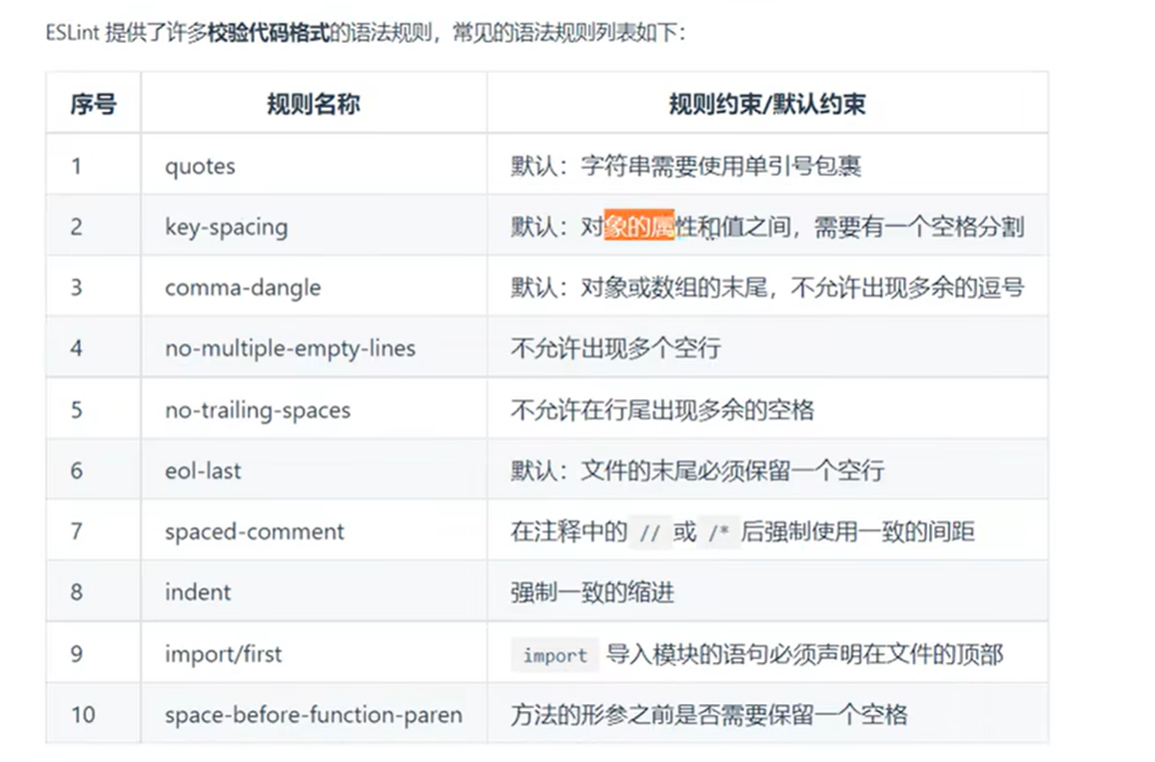 ESLint 提供了许多校验代码格式的语法规则，常见的语法规则列表如下：
序号 规则名称 规则约束/默认约束
1 quotes 默认：字符串需要使用单引号包裹
2 key-spacing 默认：对象的属性和值之间，需要有一个空格分割
3 comma-dangle 默认：对象或数组的末尾，不允许出现多余的逗号
4 no-multiple-empty-lines 不允许出现多个空行
5 no-trailing-spaces 不允许在行尾出现多余的空格
6 eol-last 默认：文件的末尾必须保留一个空行
7 spaced-comment 在注释中的 // 或 /* 后强制使用一致的间距
8 indent 强制一致的缩进
9 import/first import 导入模块的语句必须声明在文件的顶部
10 space-before-function-paren 方法的形参之前是否需要保留一个空格